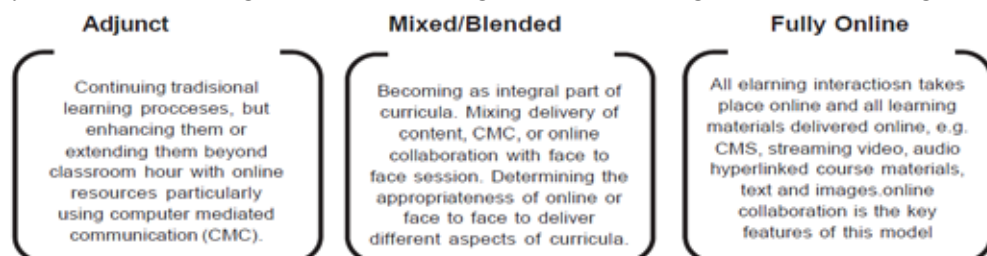 Adjunct
Continuing tradisional
learning procceses, but
enhancing them or
extending them beyond
classroom hour with online
resources particularly
using computer mediated
communication (CMC).
Mixed/Blended
Becoming as integral part of
curricula. Mixing delivery of
content, CMC, or online
collaboration with face to
face session. Determining the
appropriateness of online or
face to face to deliver
different aspects of curricula.
Fully Online
All elarning interactiosn takes
place online and all learning
materials delivered online, e.g.
CMS, streaming video, audio
hyperlinked course materials,
text and images.online
collaboration is the key
features of this model